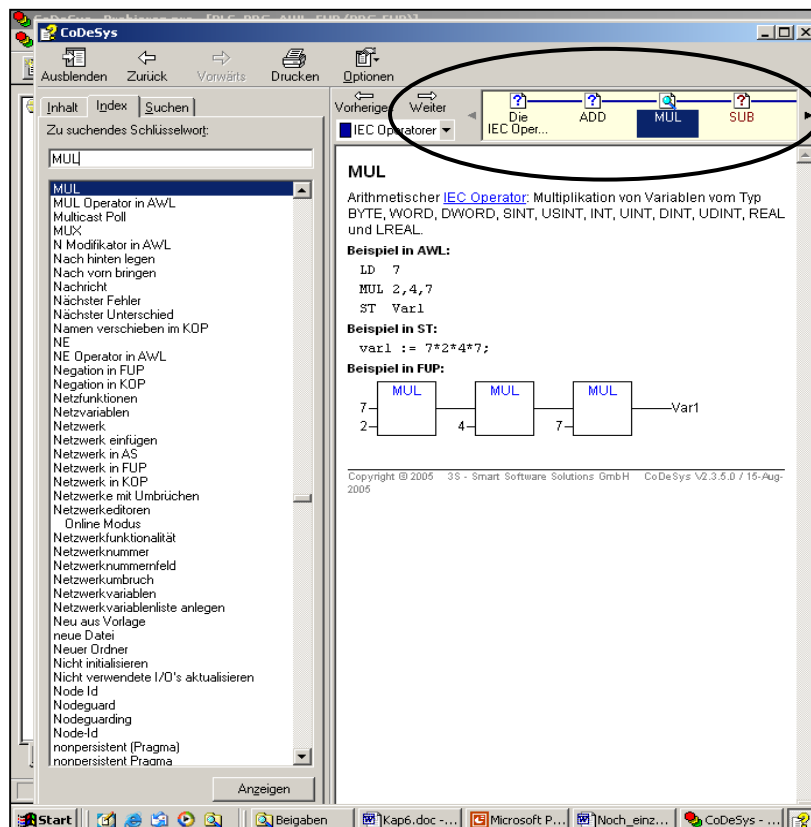 CoDeSys
Ausblenden Zurück Vorwärts Drucken Optionen
Inhalt Index Suchen
Zu suchendes Schlüsselwort:
MUL
MUL
MUL Operator in AWL
Multicast Poll
MUX
N Modifikator in AWL
Nach hinten legen
Nach vorn bringen
Nachricht
Nächster Fehler
Nächster Unterschied
Namen verschieben im KOP
NE
NE Operator in AWL
Negation in FUP
Negation in KOP
Netzfunktionen
Netzvariablen
Netzwerk
Netzwerk einfügen
Netzwerk in AS
Netzwerk in FUP
Netzwerk in KOP
Netzwerke mit Umbrüchen
Netzwerkeditoren
Online Modus
Netzwerkfunktionalität
Netzwerknummer
Netzwerknummernfeld
Netzwerkumbruch
Netzwerkvariablen
Netzwerkvariablenliste anlegen
Neu aus Vorlage
neue Datei
Neuer Ordner
Nicht initialisieren
Nicht verwendete I/O's aktualisieren
Node Id
Nodeguard
Nodeguarding
Node-Id
nonpersistent (Pragma)
nonpersistent Pragma
Anzeigen
Vorheriges Weiter
IEC Operatorer
Die
IEC Oper...
ADD
MUL
SUB
MUL
Arithmetischer IEC Operator: Multiplikation von Variablen vom Typ
BYTE, WORD, DWORD, SINT, USINT, INT, UINT, DINT, UDINT, REAL
und LREAL.
Beispiel in AWL:
LD 7
MUL 2,4,7
ST Var1
Beispiel in ST:
var1 := 7*2*4*7;
Beispiel in FUP:
MUL MUL MUL
7 Var1
2 4 7
Copyright © 2005 3S - Smart Software Solutions GmbH CoDeSys V2.3.5.0 / 15-Aug-
2005
Start Beigaben Kap6.doc -... Microsoft P... Noch_einz... CoDeSys - ...